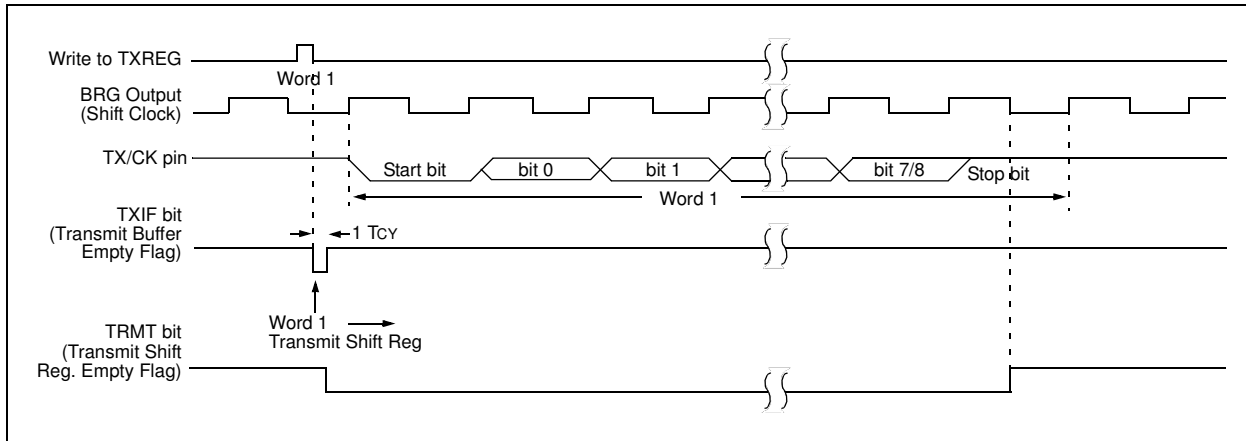 Write to TXREG
Word 1
BRG Output
(Shift Clock)
TX/CK pin
Start bit
bit 0
bit 1
bit 7/8
Stop bit
Word 1
TXIF bit
(Transmit Buffer
Empty Flag)
1 TCY
Word 1
Transmit Shift Reg
TRMT bit
(Transmit Shift
Reg. Empty Flag)